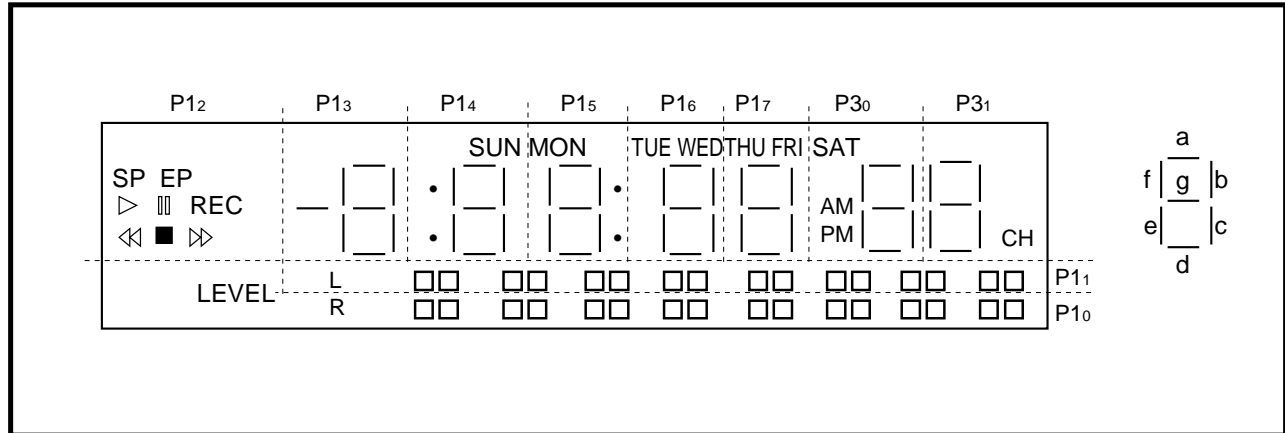 P12 P13 P14 P15 P16 P17 P30 P31
SUN MON TUE WED THU FRI SAT
SP EP
REC
AM
PM
CH
LEVEL
L
R
P11
P10
a
f g b
e c
d